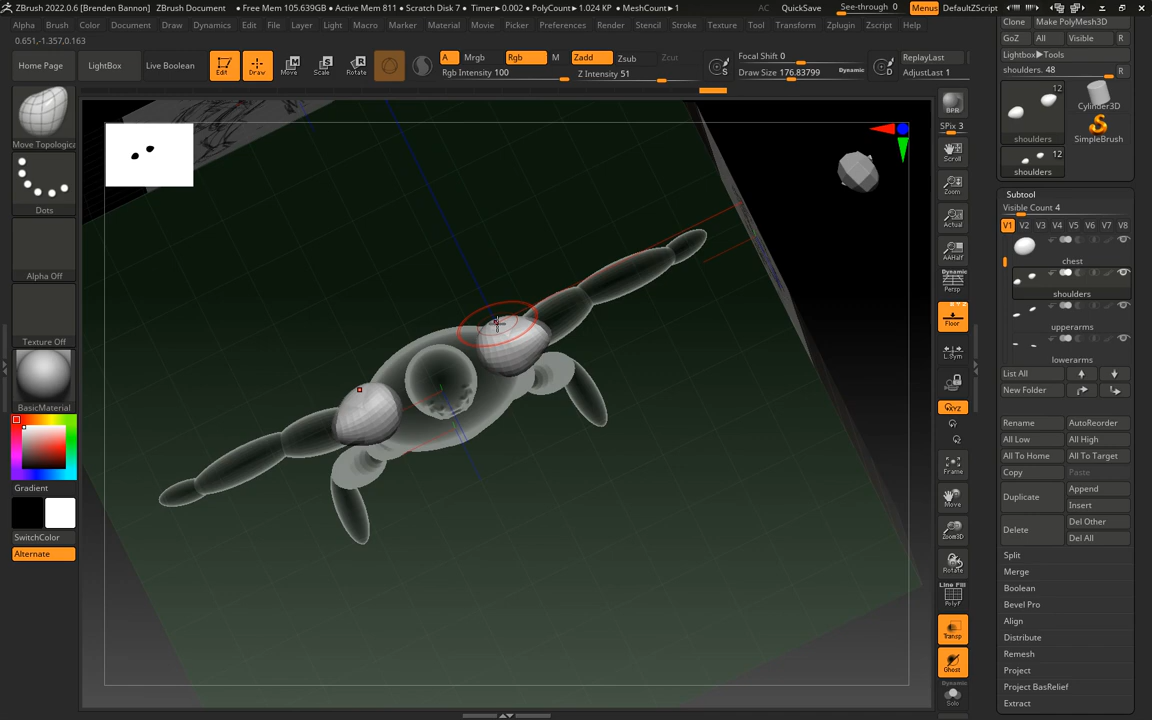 ZBrush 2022.0.6 [Brenden Bannon] ZBrush Document • Free Mem 105.639GB • Active Mem 811 • Scratch Disk 7 • Timer▶0.002 • PolyCount▶1.024 KP • MeshCount▶1 QuickSave See-through 0 Menus DefaultZScript
Alpha Brush Color Document Draw Dynamics Edit File Layer Light Macro Marker Material Movie Picker Preferences Render Stencil Stroke Texture Tool Transform Zplugin Zscript Help
0.651,-1.357,0.163
Home Page LightBox Live Boolean Edit Draw Move Scale Rotate
A Mrgb Rgb M Zadd Zsub Zcut
Rgb Intensity 100 Z Intensity 51
Focal Shift 0
Draw Size 176.83799 Dynamic
S
D
ReplayLast
AdjustLast 1
Move Topologica
Dots
Alpha Off
Texture Off
BasicMaterial
Gradient
SwitchColor
Alternate
BPR
SPix 3
Scroll
Zoom
Actual
AAHalf
Dynamic
Persp
Floor
L.Sym
XYZ
Frame
Move
Zoom3D
Rotate
Line Fill
PolyF
Transp
Ghost
Dynamic
Solo
Clone Make PolyMesh3D
GoZ All Visible R
Lightbox▶Tools
shoulders. 48 R
12
shoulders
Cylinder3D
SimpleBrush
12
shoulders
Subtool
Visible Count 4
V1 V2 V3 V4 V5 V6 V7 V8
chest
shoulders
upperarms
lowerarms
List All
New Folder
Rename AutoReorder
All Low All High
All To Home All To Target
Copy Paste
Duplicate Append
Insert
Delete Del Other
Del All
Split
Merge
Boolean
Bevel Pro
Align
Distribute
Remesh
Project
Project BasRelief
Extract